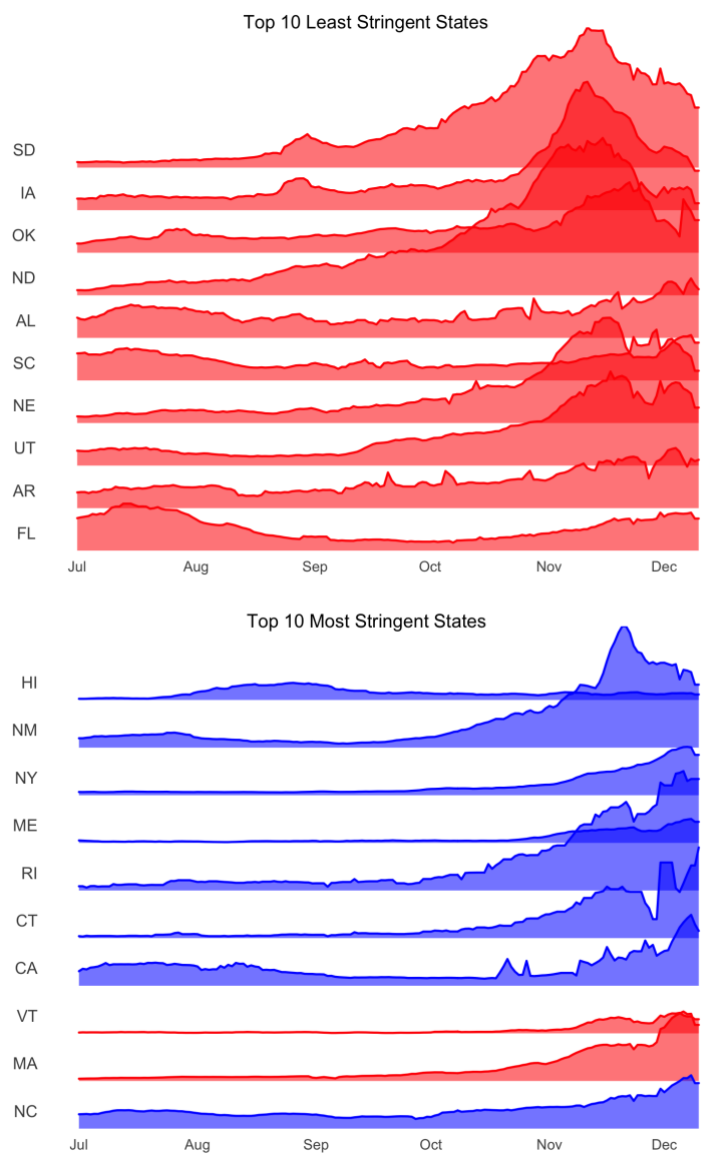 Top 10 Least Stringent States
SD
IA
OK
ND
AL
SC
NE
UT
AR
FL
Jul Aug Sep Oct Nov Dec
Top 10 Most Stringent States
HI
NM
NY
ME
RI
CT
CA
VT
MA
NC
Jul Aug Sep Oct Nov Dec